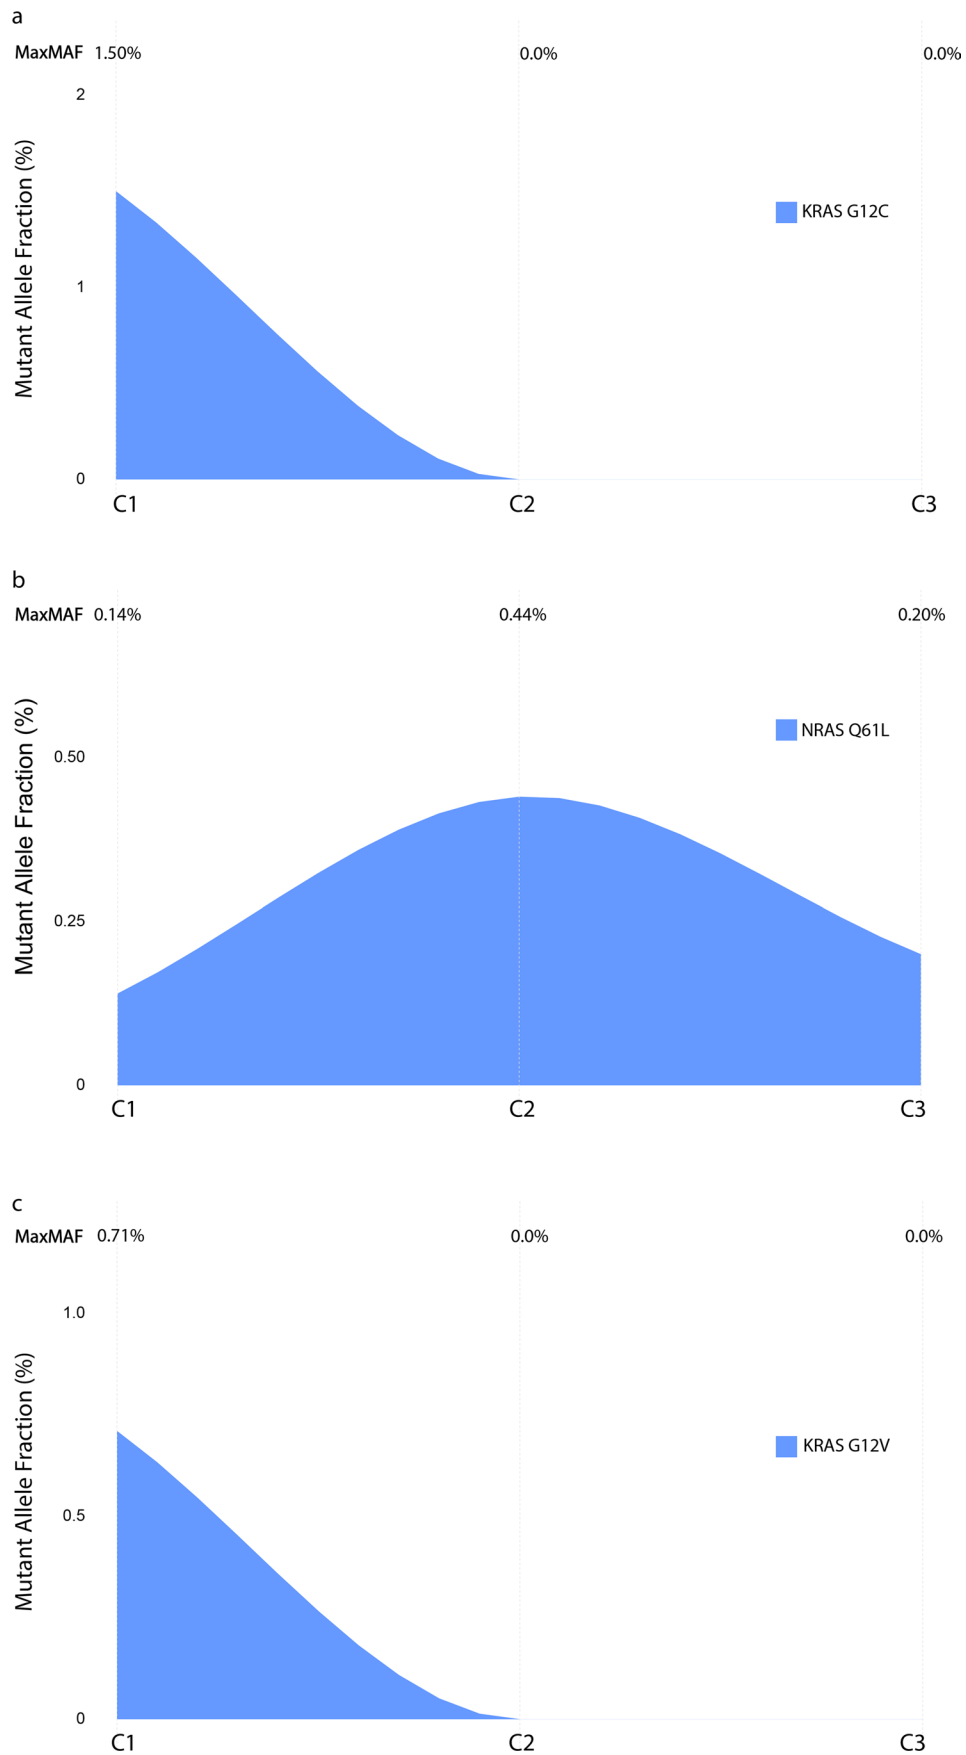 a
MaxMAF 1.50% 0.0% 0.0%
2
Mutant Allele Fraction (%)
KRAS G12C
1
0
C1 C2 C3
b
MaxMAF 0.14% 0.44% 0.20%
Mutant Allele Fraction (%)
NRAS Q61L
0.50
0.25
0
C1 C2 C3
c
MaxMAF 0.71% 0.0% 0.0%
1.0
Mutant Allele Fraction (%)
KRAS G12V
0.5
0
C1 C2 C3